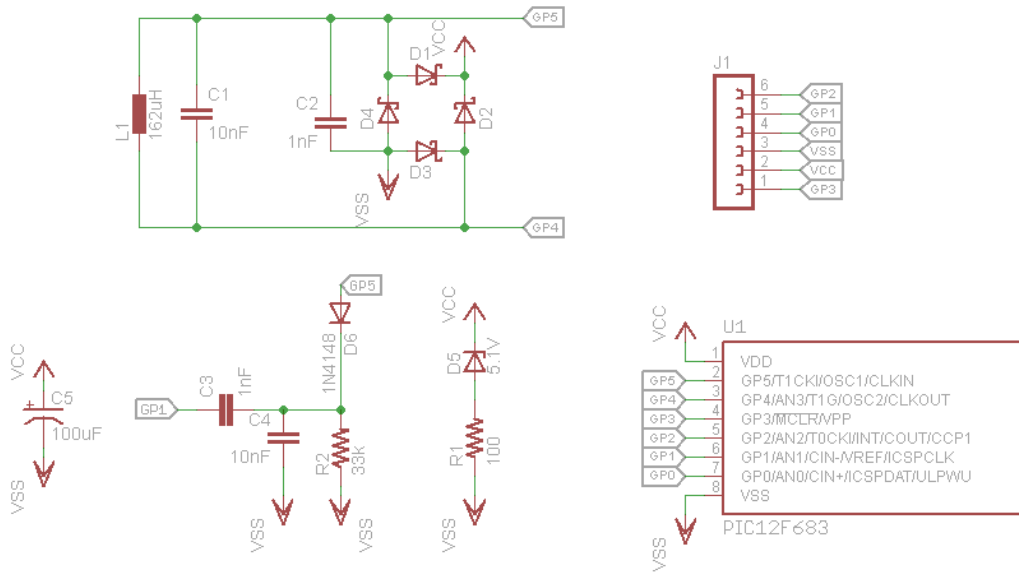 GP5
D1
VCC
C1
10nF
L1
162uH
C2
1nF
D4
D2
D3
VSS
GP4
J1
6
GP2
5
GP1
4
GP0
3
VSS
2
VCC
1
GP3
VCC
C5
+
100uF
VSS
GP5
1N4148
D6
GP1
C3
1nF
C4
10nF
R2
33k
VSS
VSS
VCC
D5
5.1V
R1
100
VSS
VCC
U1
1
VDD
GP5
2
GP5/T1CKI/OSC1/CLKIN
GP4
3
GP4/AN3/T1G/OSC2/CLKOUT
GP3
4
GP3/MCLR/VPP
GP2
5
GP2/AN2/T0CKI/INT/COUT/CCP1
GP1
6
GP1/AN1/CIN-/VREF/ICSPCLK
GP0
7
GP0/AN0/CIN+/ICSPDAT/ULPWU
8
VSS
VSS
PIC12F683